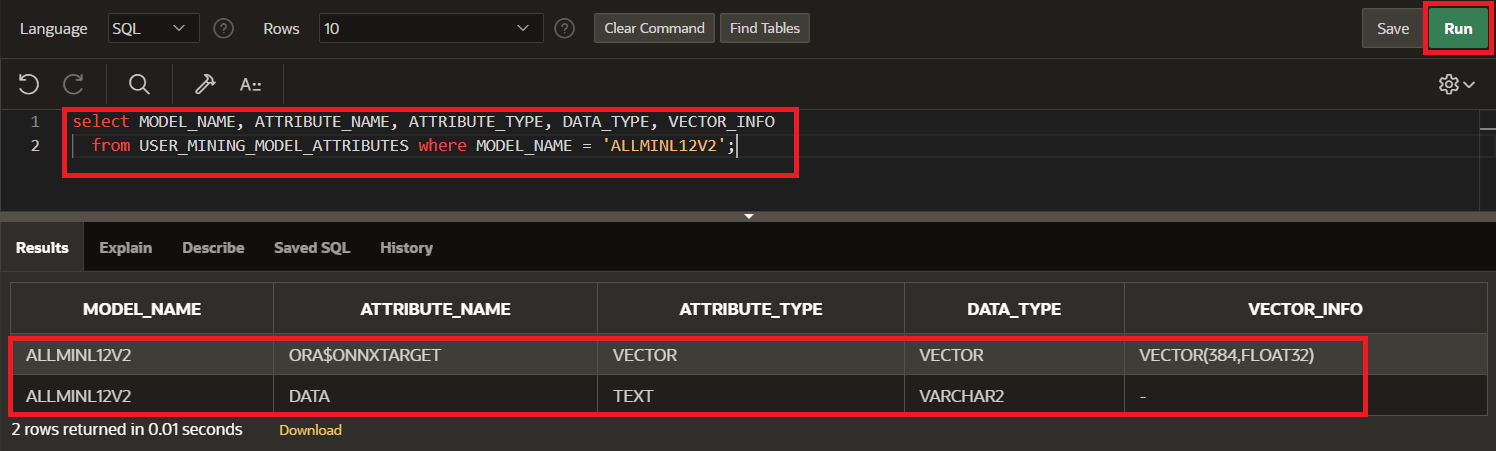 Language SQL Rows 10 Clear Command Find Tables Save Run
A::
1 select MODEL_NAME, ATTRIBUTE_NAME, ATTRIBUTE_TYPE, DATA_TYPE, VECTOR_INFO
2 from USER_MINING_MODEL_ATTRIBUTES where MODEL_NAME = 'ALLMINL12V2';
Results Explain Describe Saved SQL History
MODEL_NAME ATTRIBUTE_NAME ATTRIBUTE_TYPE DATA_TYPE VECTOR_INFO
ALLMINL12V2 ORA$ONNXTARGET VECTOR VECTOR VECTOR(384,FLOAT32)
ALLMINL12V2 DATA TEXT VARCHAR2 -
2 rows returned in 0.01 seconds Download